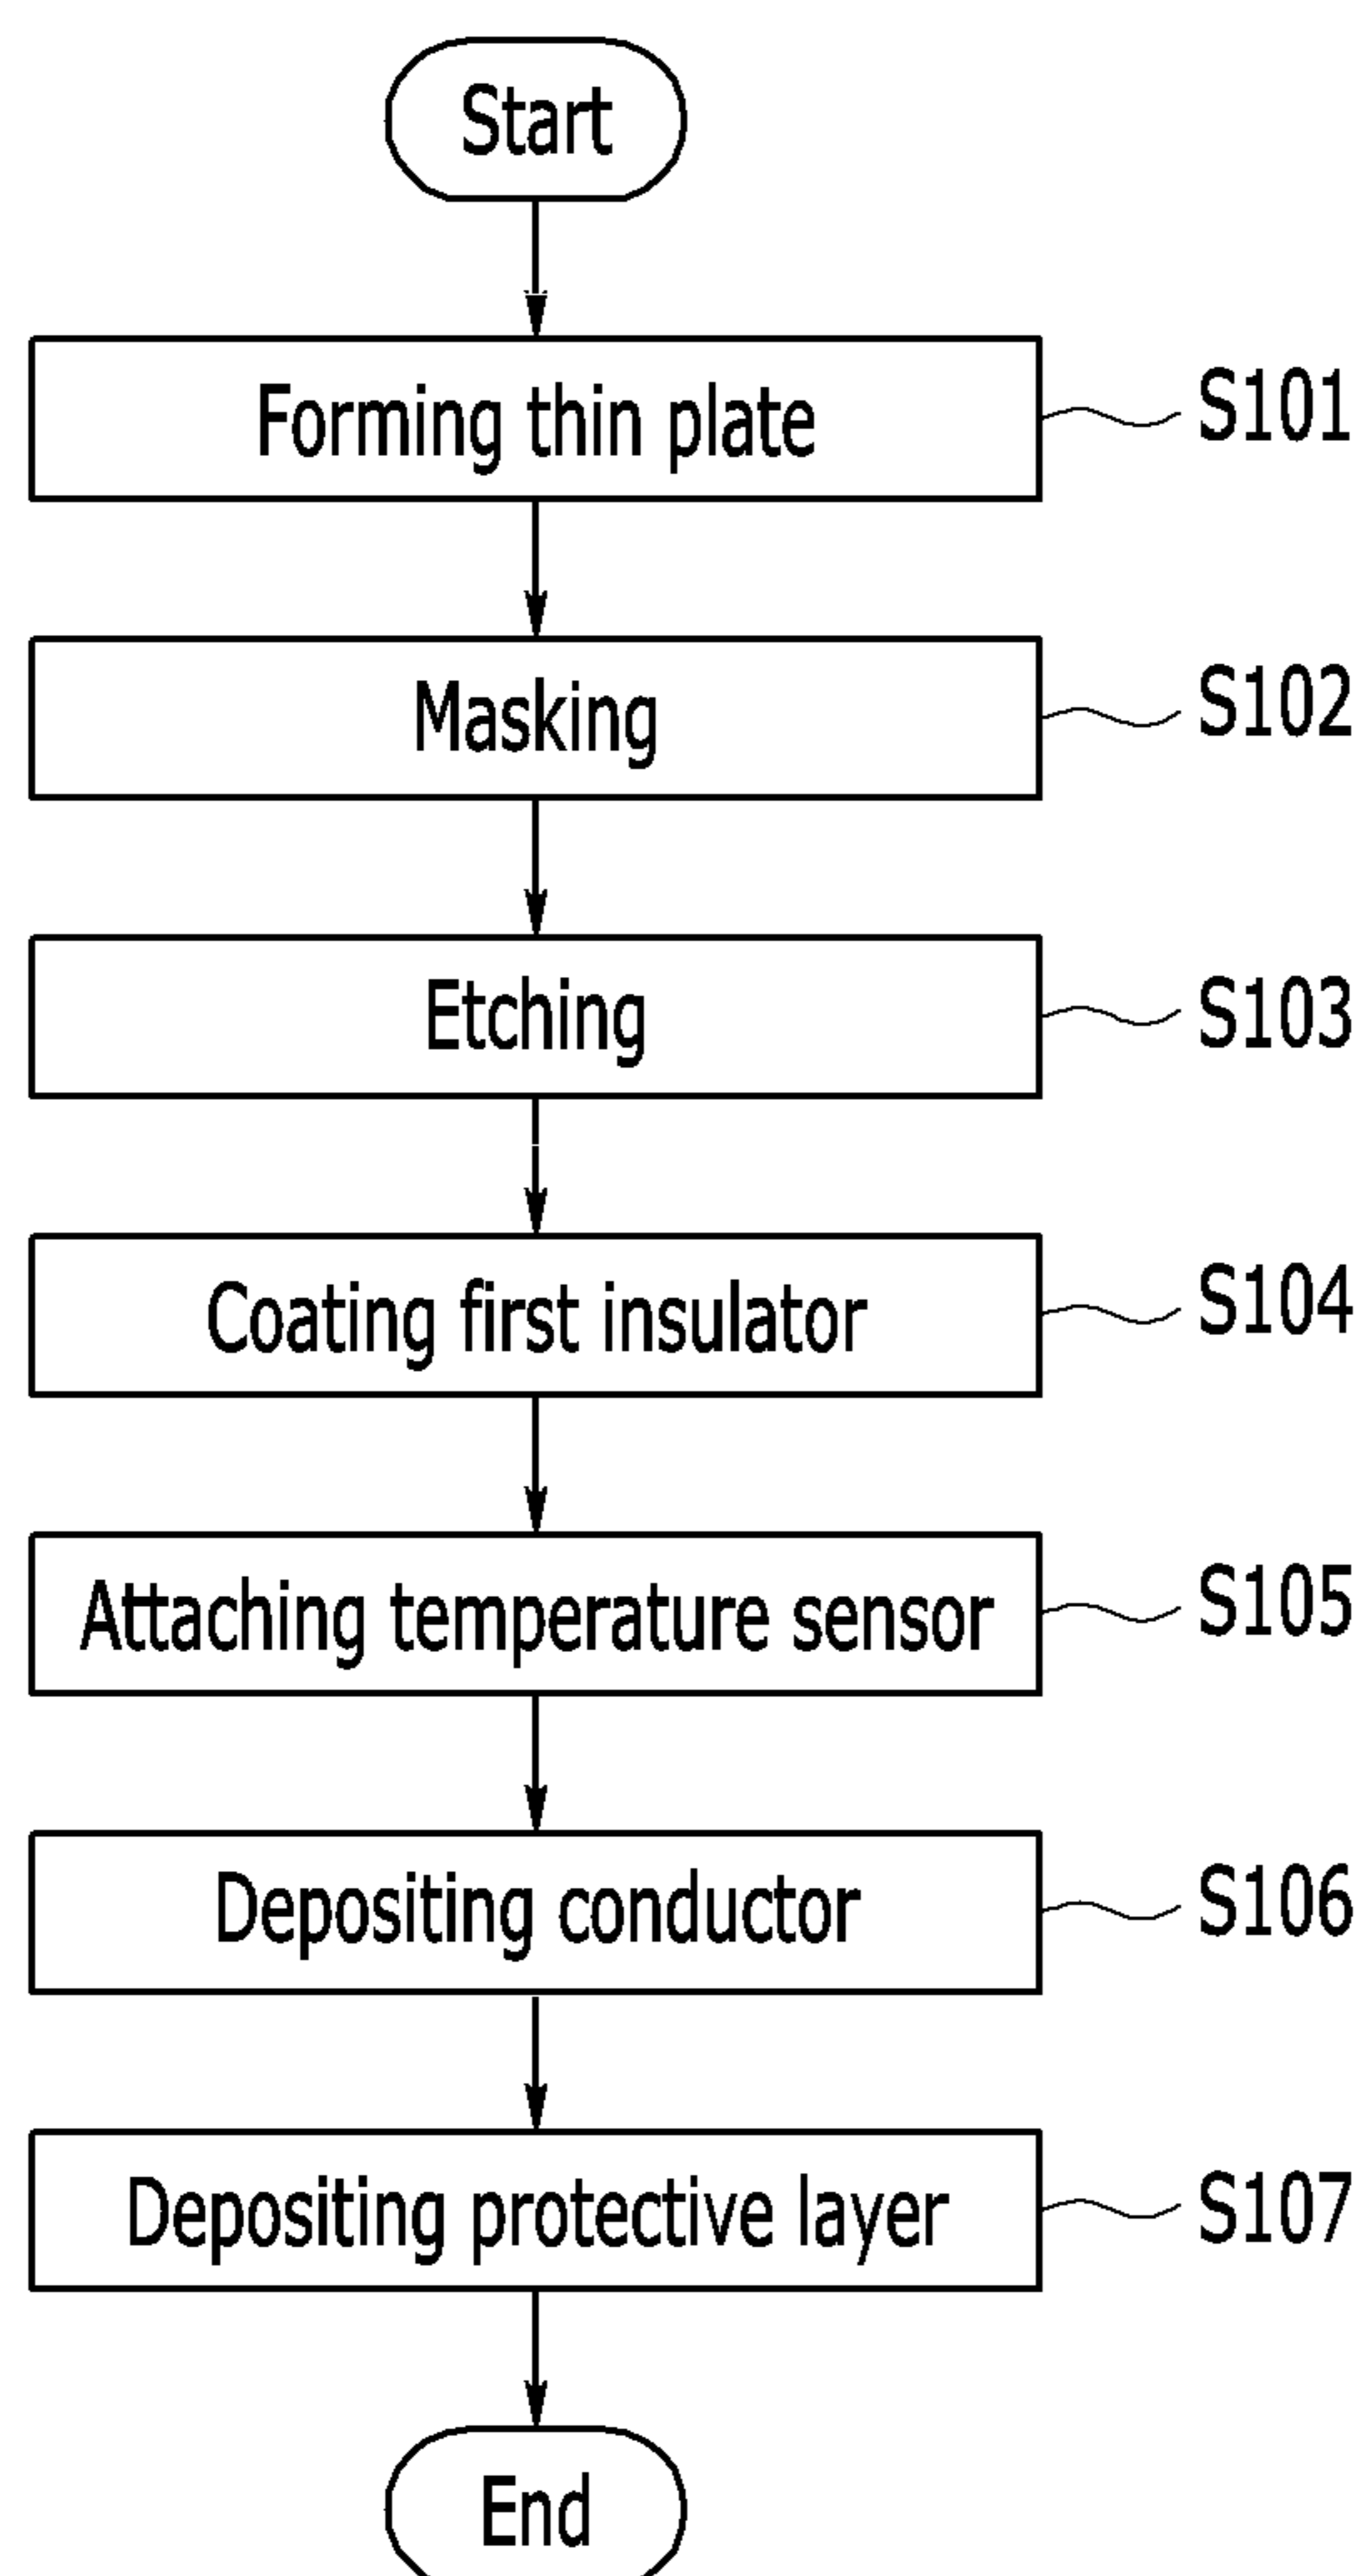 Start
Forming thin plate S101
Masking S102
Etching S103
Coating first insulator S104
Attaching temperature sensor S105
Depositing conductor S106
Depositing protective layer S107
End